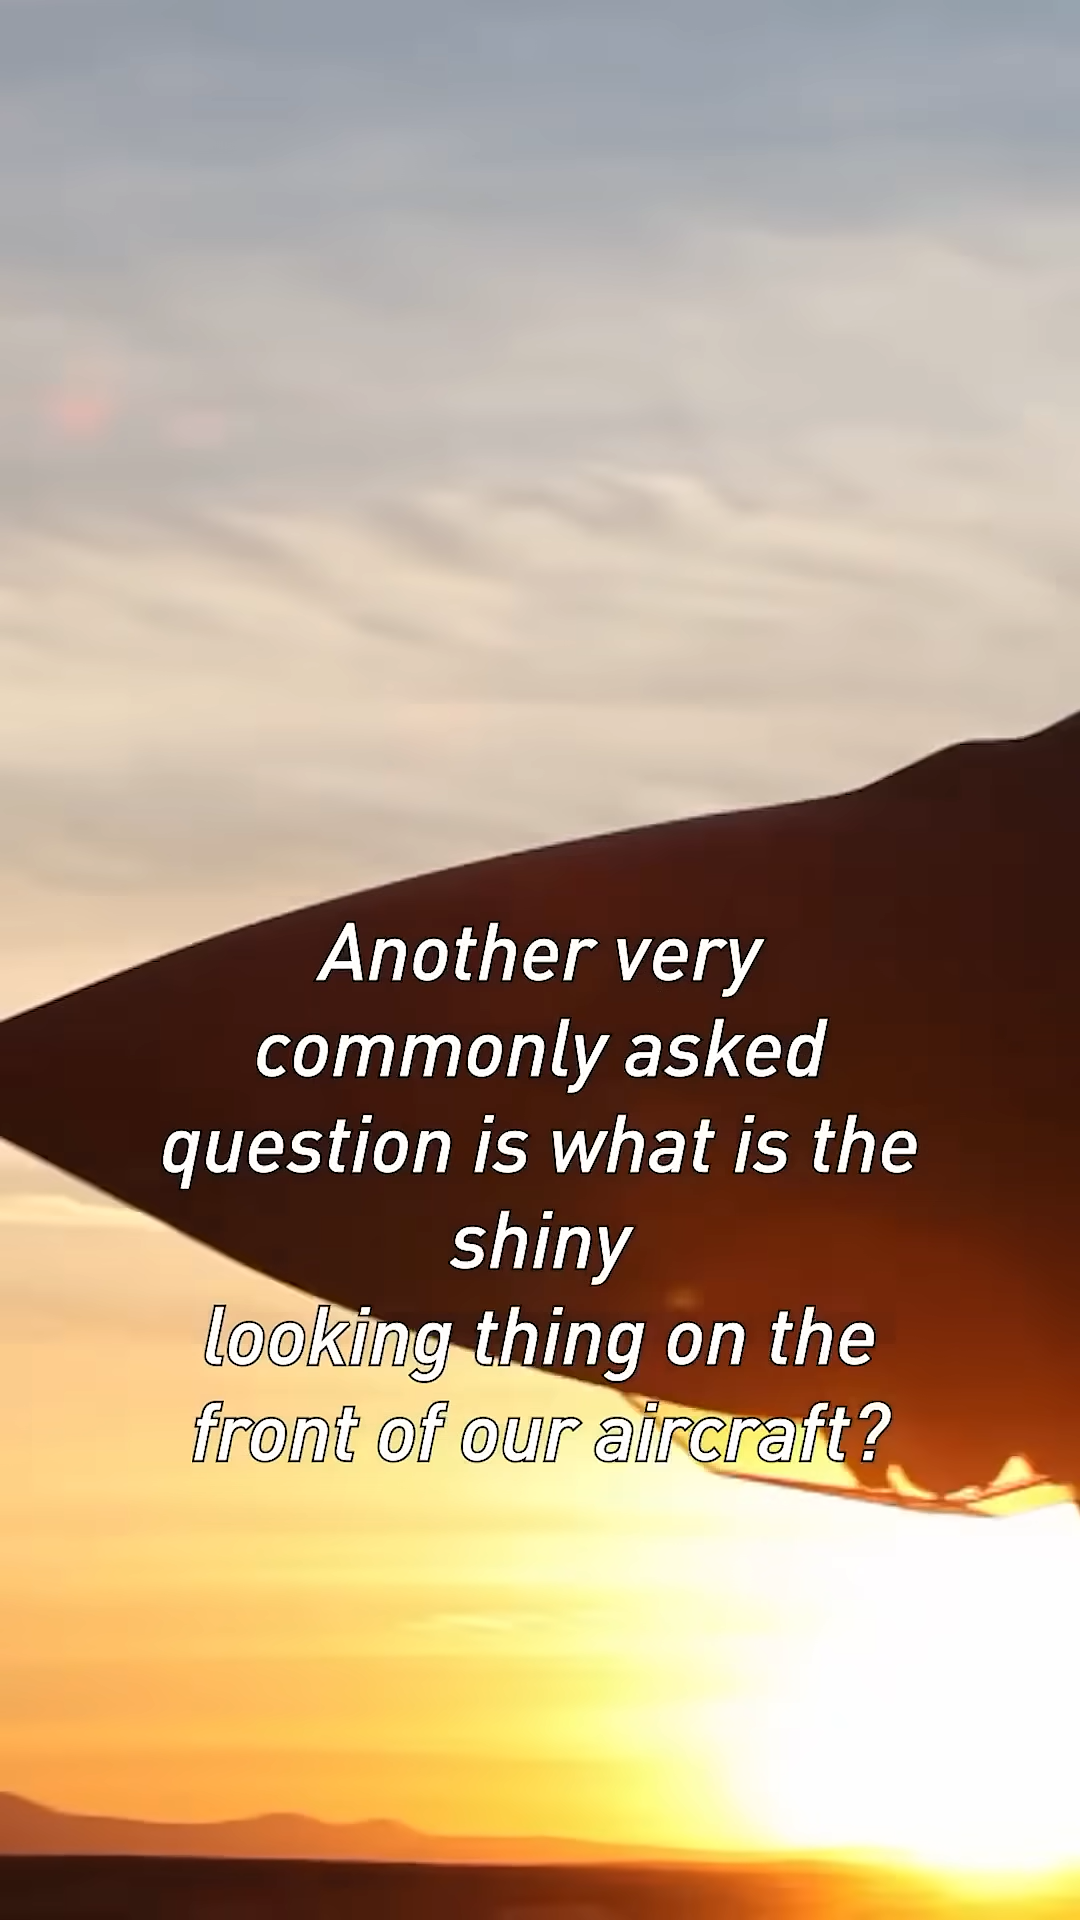 Another very
commonly asked
question is what is the
shiny
looking thing on the
front of our aircraft?